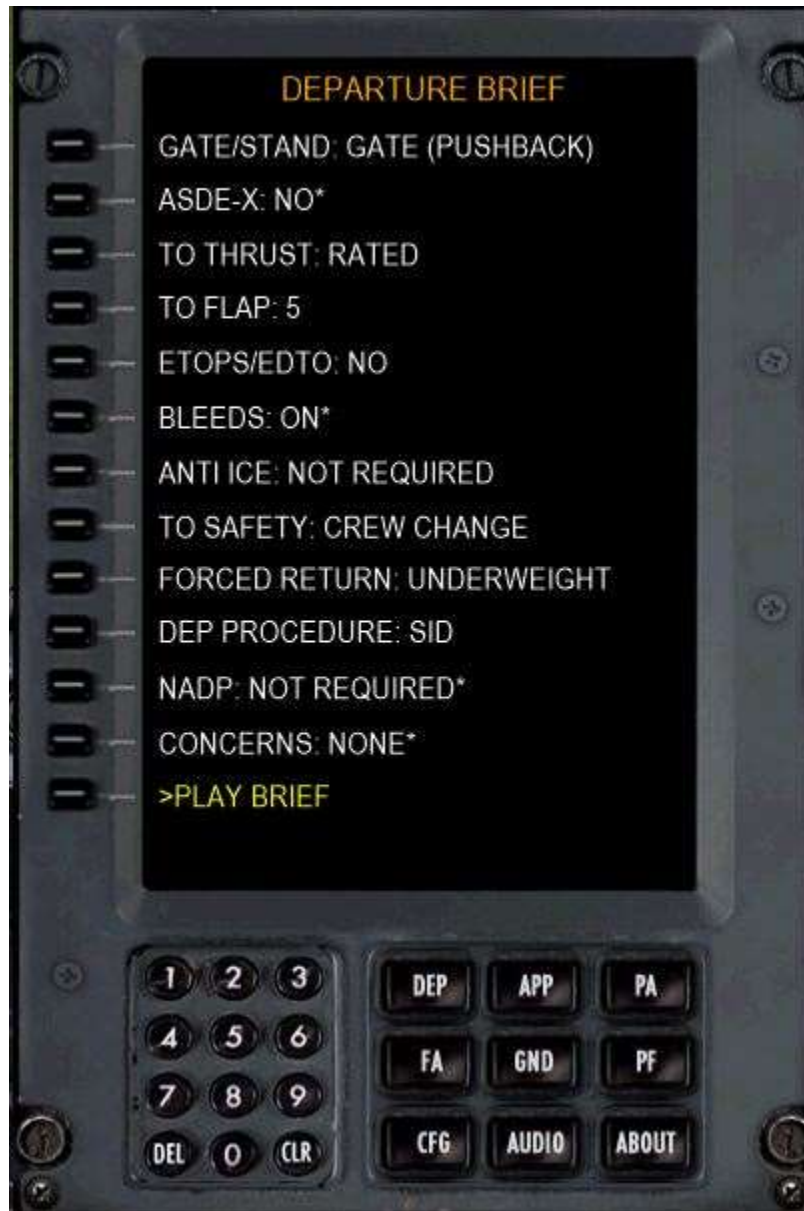 DEPARTURE BRIEF
GATE/STAND: GATE (PUSHBACK)
ASDE-X: NO*
TO THRUST: RATED
TO FLAP: 5
ETOPS/EDTO: NO
BLEEDS: ON*
ANTI ICE: NOT REQUIRED
TO SAFETY: CREW CHANGE
FORCED RETURN: UNDERWEIGHT
DEP PROCEDURE: SID
NADP: NOT REQUIRED*
CONCERNS: NONE*
>PLAY BRIEF
1 2 3
4 5 6
7 8 9
DEL 0 CLR
DEP APP PA
FA GND PF
CFG AUDIO ABOUT